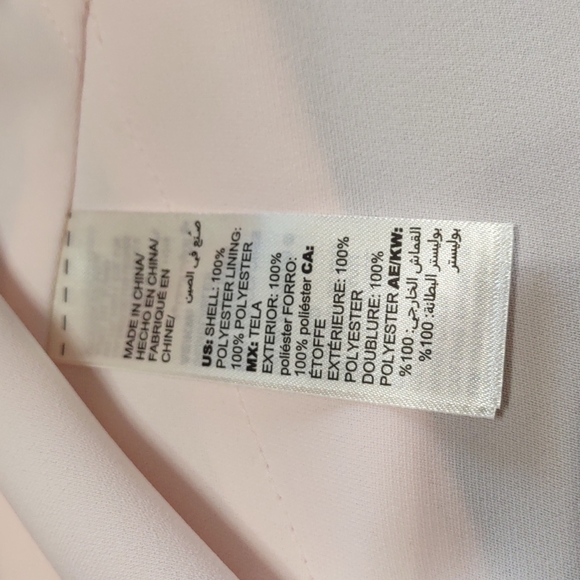 MADE IN CHINA/
HECHO EN CHINA/
FABRIQUÉ EN
CHINE/
صنع في الصين
US: SHELL: 100%
POLYESTER LINING:
100% POLYESTER
MX: TELA
EXTERIOR: 100%
poliéster FORRO:
100% poliéster CA:
ÉTOFFE
EXTÉRIEURE: 100%
POLYESTER
DOUBLURE: 100%
POLYESTER AE/KW:
القماش الخارجي: 100%
بوليستر البطانة: 100%
بوليستر